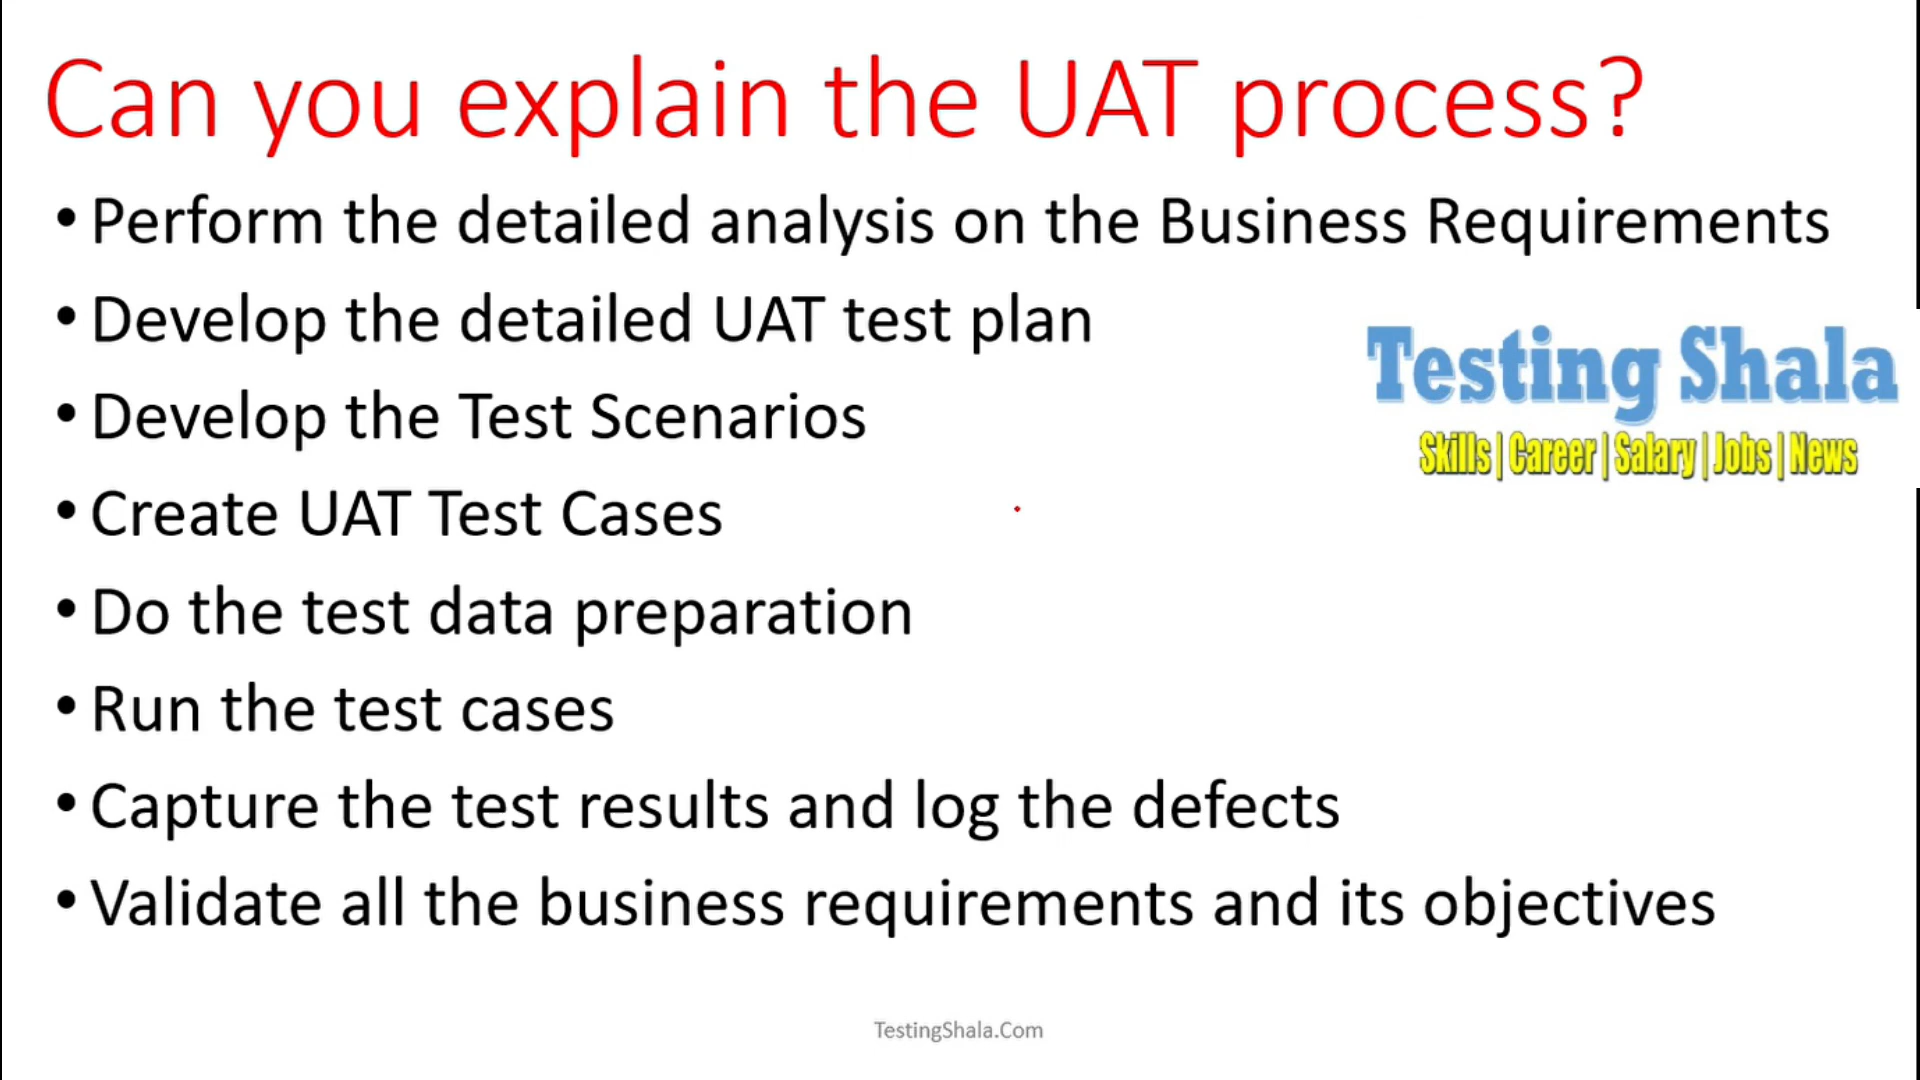 Can you explain the UAT process?
• Perform the detailed analysis on the Business Requirements
• Develop the detailed UAT test plan
• Develop the Test Scenarios
• Create UAT Test Cases
• Do the test data preparation
• Run the test cases
• Capture the test results and log the defects
• Validate all the business requirements and its objectives
Testing Shala
Skills | Career | Salary | Jobs | News
TestingShala.Com